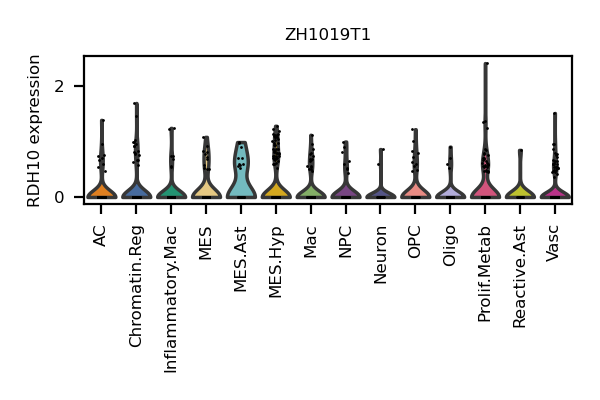 ZH1019T1
RDH10 expression
2
0
AC
Chromatin.Reg
Inflammatory.Mac
MES
MES.Ast
MES.Hyp
Mac
NPC
Neuron
OPC
Oligo
Prolif.Metab
Reactive.Ast
Vasc